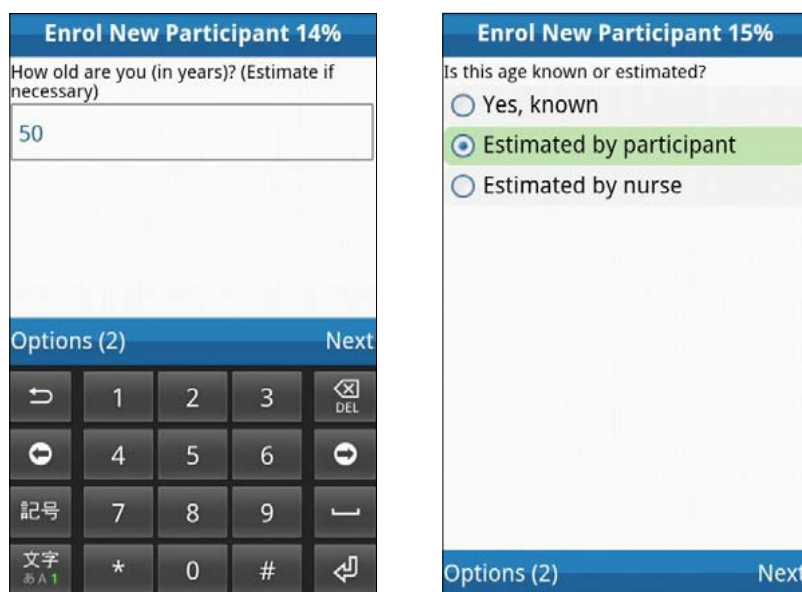 Enrol New Participant 14%
How old are you (in years)? (Estimate if
necessary)
50
Options (2) Next
1 2 3 DEL
4 5 6
記号 7 8 9
文字 * 0 #
あA1
Enrol New Participant 15%
Is this age known or estimated?
Yes, known
Estimated by participant
Estimated by nurse
Options (2) Next